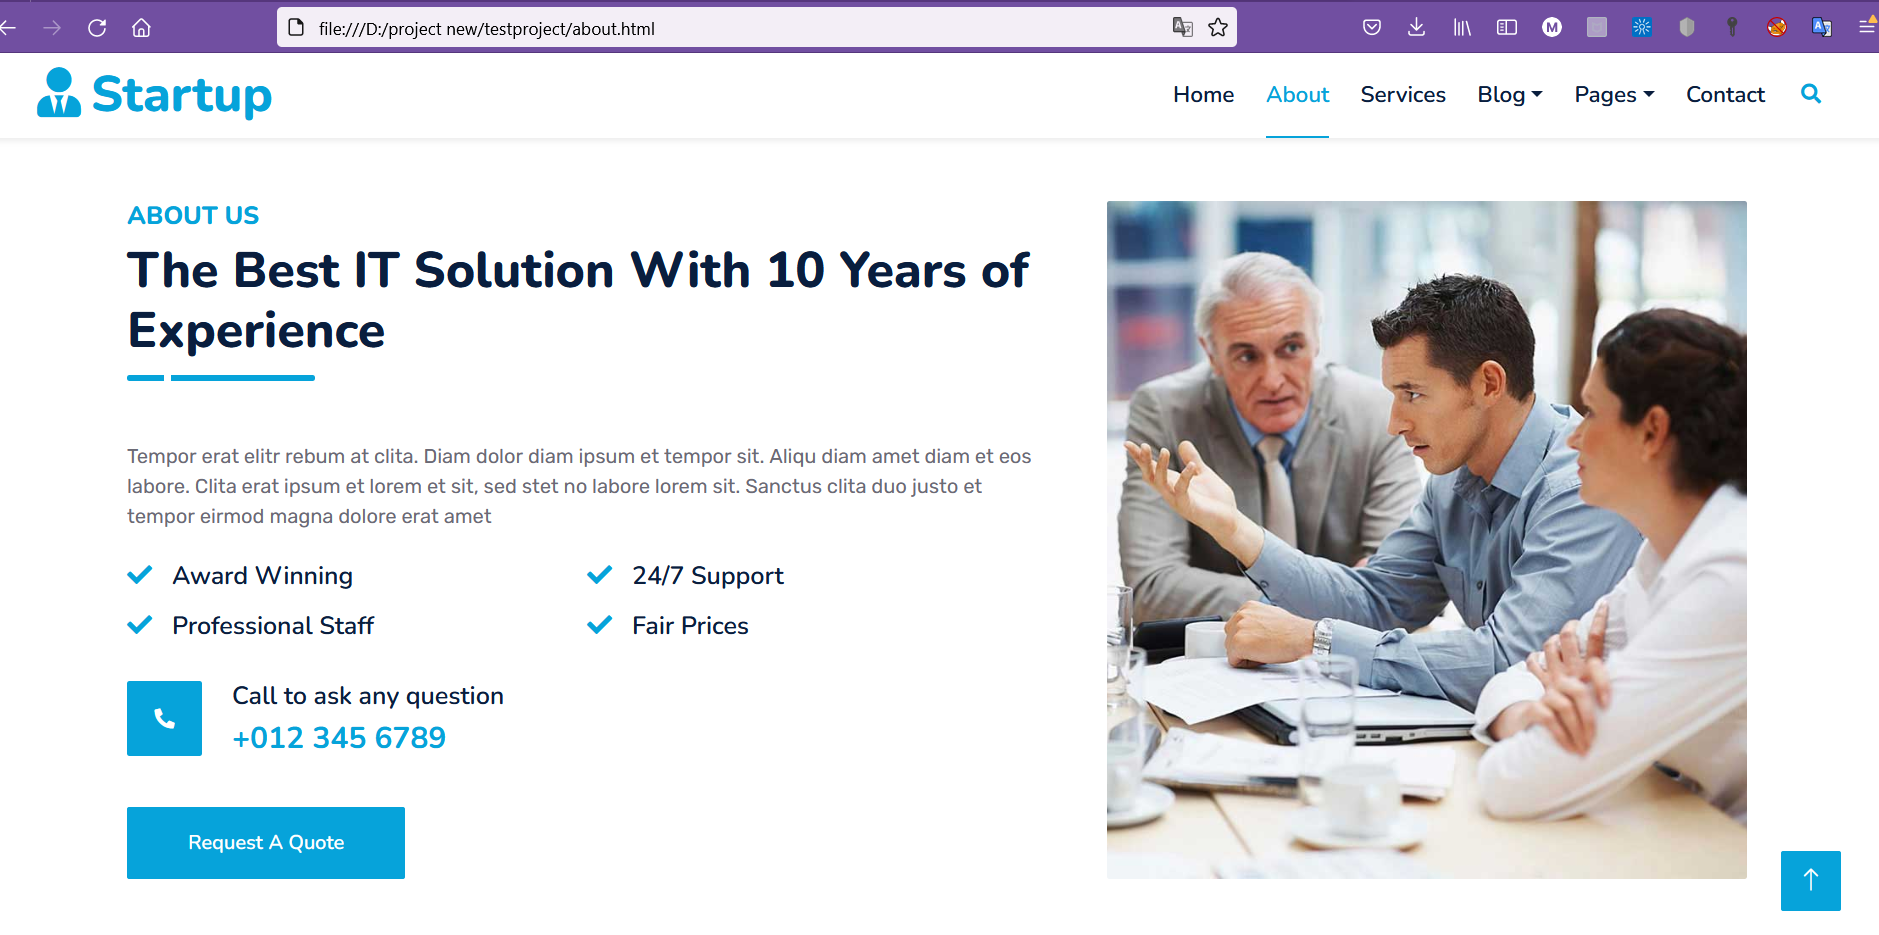 file:///D:/project new/testproject/about.html
Startup
Home About Services Blog Pages Contact
ABOUT US
The Best IT Solution With 10 Years of
Experience
Tempor erat elitr rebum at clita. Diam dolor diam ipsum et tempor sit. Aliqu diam amet diam et eos
labore. Clita erat ipsum et lorem et sit, sed stet no labore lorem sit. Sanctus clita duo justo et
tempor eirmod magna dolore erat amet
Award Winning
24/7 Support
Professional Staff
Fair Prices
Call to ask any question
+012 345 6789
Request A Quote